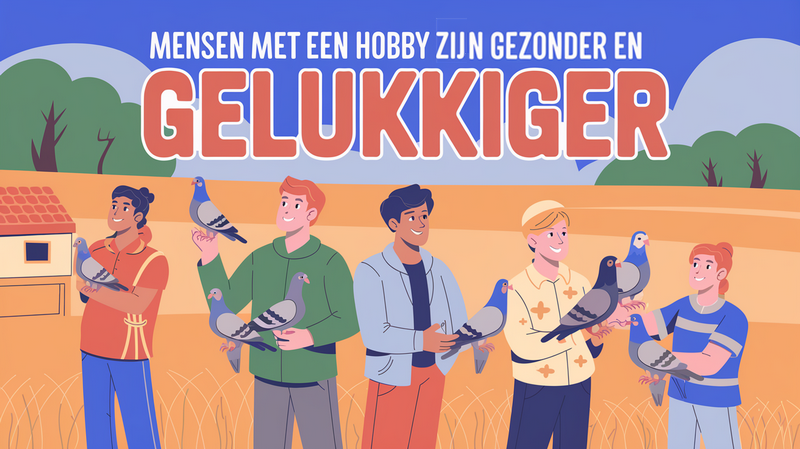 MENSEN MET EEN HOBBY ZIJN GEZONDER EN
GELUKKIGER